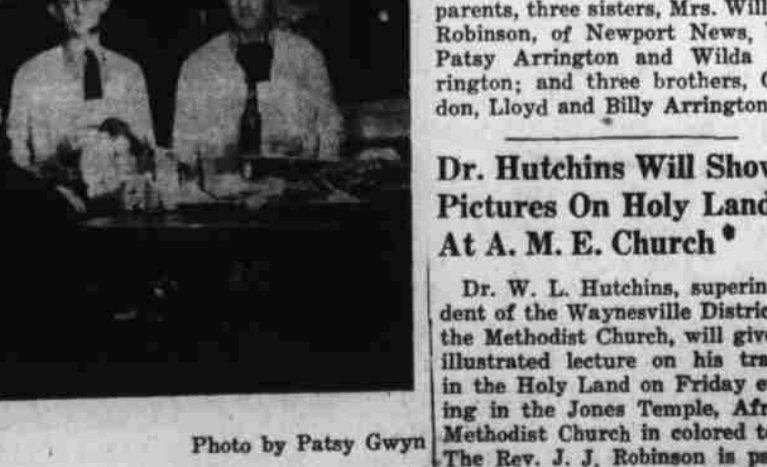 parents, three sisters, Mrs. Will
Robinson, of Newport News,
Patsy Arrington and Wilda
rington; and three brothers,
don, Lloyd and Billy Arrington
Dr. Hutchins Will Show
Pictures On Holy Land
At A. M. E. Church
Dr. W. L. Hutchins, superin
dent of the Waynesville Distric
the Methodist Church, will give
illustrated lecture on his tra
in the Holy Land on Friday e
ing in the Jones Temple, Afr
Methodist Church in colored t
The Rev. J. J. Robinson is pa
Photo by Patsy Gwyn